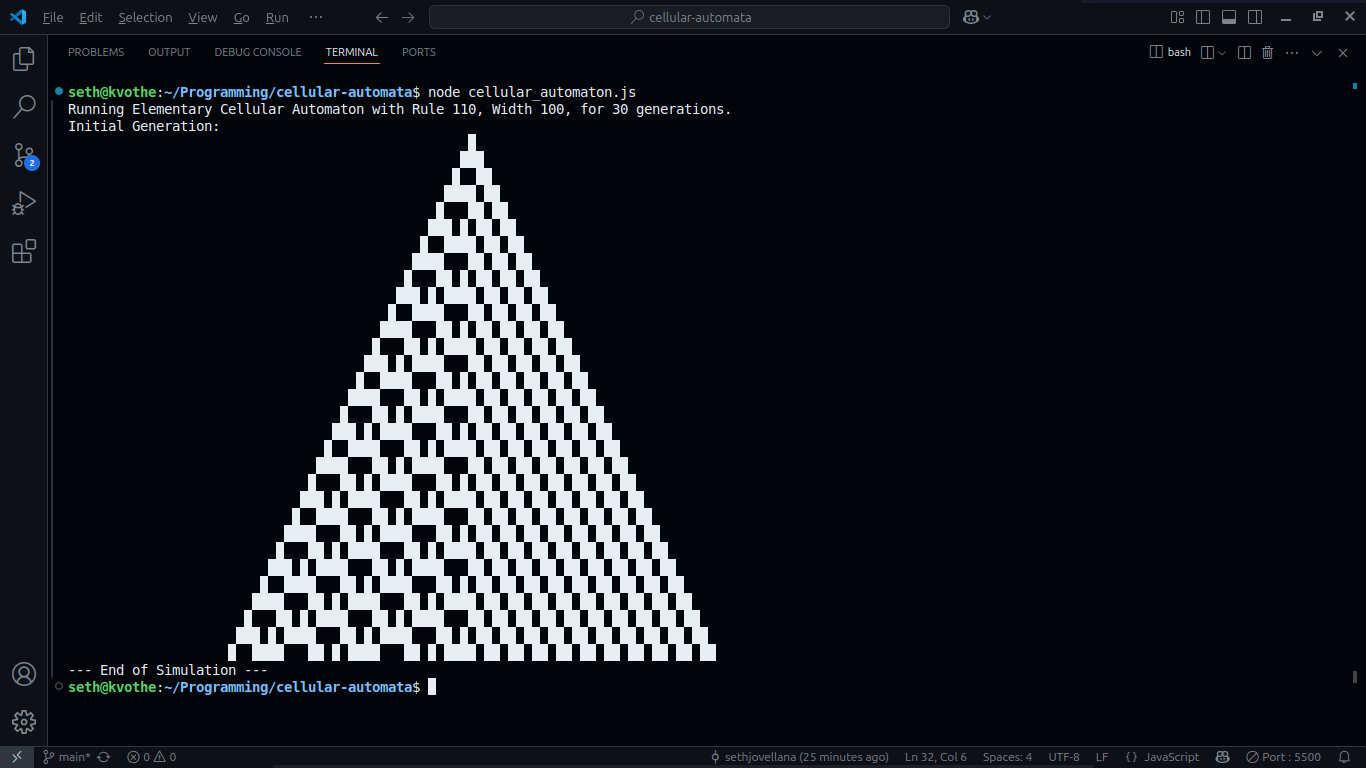 File Edit Selection View Go Run ··· cellular-automata
PROBLEMS OUTPUT DEBUG CONSOLE TERMINAL PORTS bash
seth@kvothe:~/Programming/cellular-automata$ node cellular_automaton.js
Running Elementary Cellular Automaton with Rule 110, Width 100, for 30 generations.
Initial Generation:
2
--- End of Simulation ---
seth@kvothe:~/Programming/cellular-automata$
main* 0 0 sethjovellana (25 minutes ago) Ln 32, Col 6 Spaces: 4 UTF-8 LF {} JavaScript Port : 5500